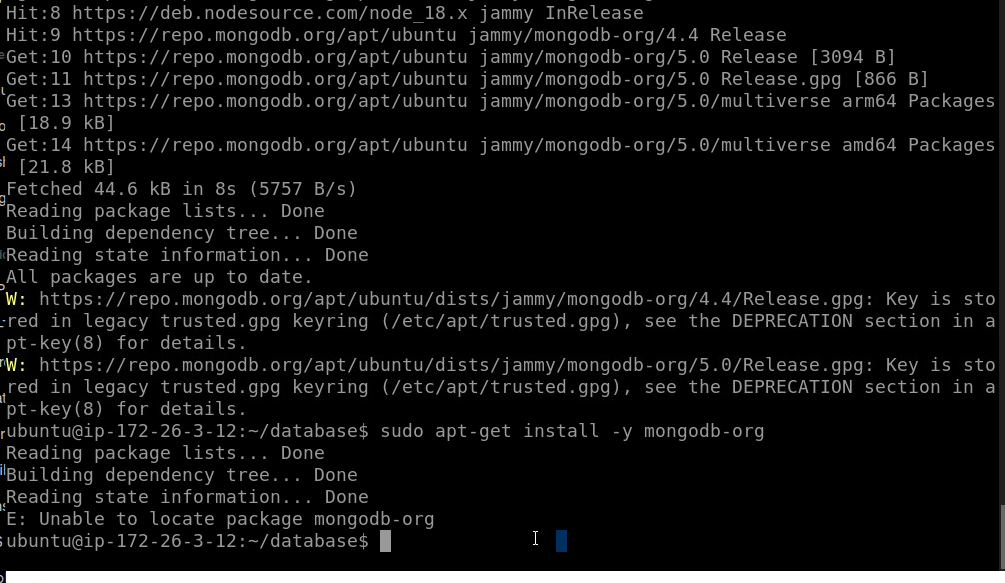 Hit:8 https://deb.nodesource.com/node_18.x jammy InRelease
Hit:9 https://repo.mongodb.org/apt/ubuntu jammy/mongodb-org/4.4 Release
Get:10 https://repo.mongodb.org/apt/ubuntu jammy/mongodb-org/5.0 Release [3094 B]
Get:11 https://repo.mongodb.org/apt/ubuntu jammy/mongodb-org/5.0 Release.gpg [866 B]
Get:13 https://repo.mongodb.org/apt/ubuntu jammy/mongodb-org/5.0/multiverse arm64 Packages
[18.9 kB]
Get:14 https://repo.mongodb.org/apt/ubuntu jammy/mongodb-org/5.0/multiverse amd64 Packages
[21.8 kB]
Fetched 44.6 kB in 8s (5757 B/s)
Reading package lists... Done
Building dependency tree... Done
Reading state information... Done
All packages are up to date.
W: https://repo.mongodb.org/apt/ubuntu/dists/jammy/mongodb-org/4.4/Release.gpg: Key is sto
red in legacy trusted.gpg keyring (/etc/apt/trusted.gpg), see the DEPRECATION section in a
pt-key(8) for details.
W: https://repo.mongodb.org/apt/ubuntu/dists/jammy/mongodb-org/5.0/Release.gpg: Key is sto
red in legacy trusted.gpg keyring (/etc/apt/trusted.gpg), see the DEPRECATION section in a
pt-key(8) for details.
ubuntu@ip-172-26-3-12:~/database$ sudo apt-get install -y mongodb-org
Reading package lists... Done
Building dependency tree... Done
Reading state information... Done
E: Unable to locate package mongodb-org
ubuntu@ip-172-26-3-12:~/database$